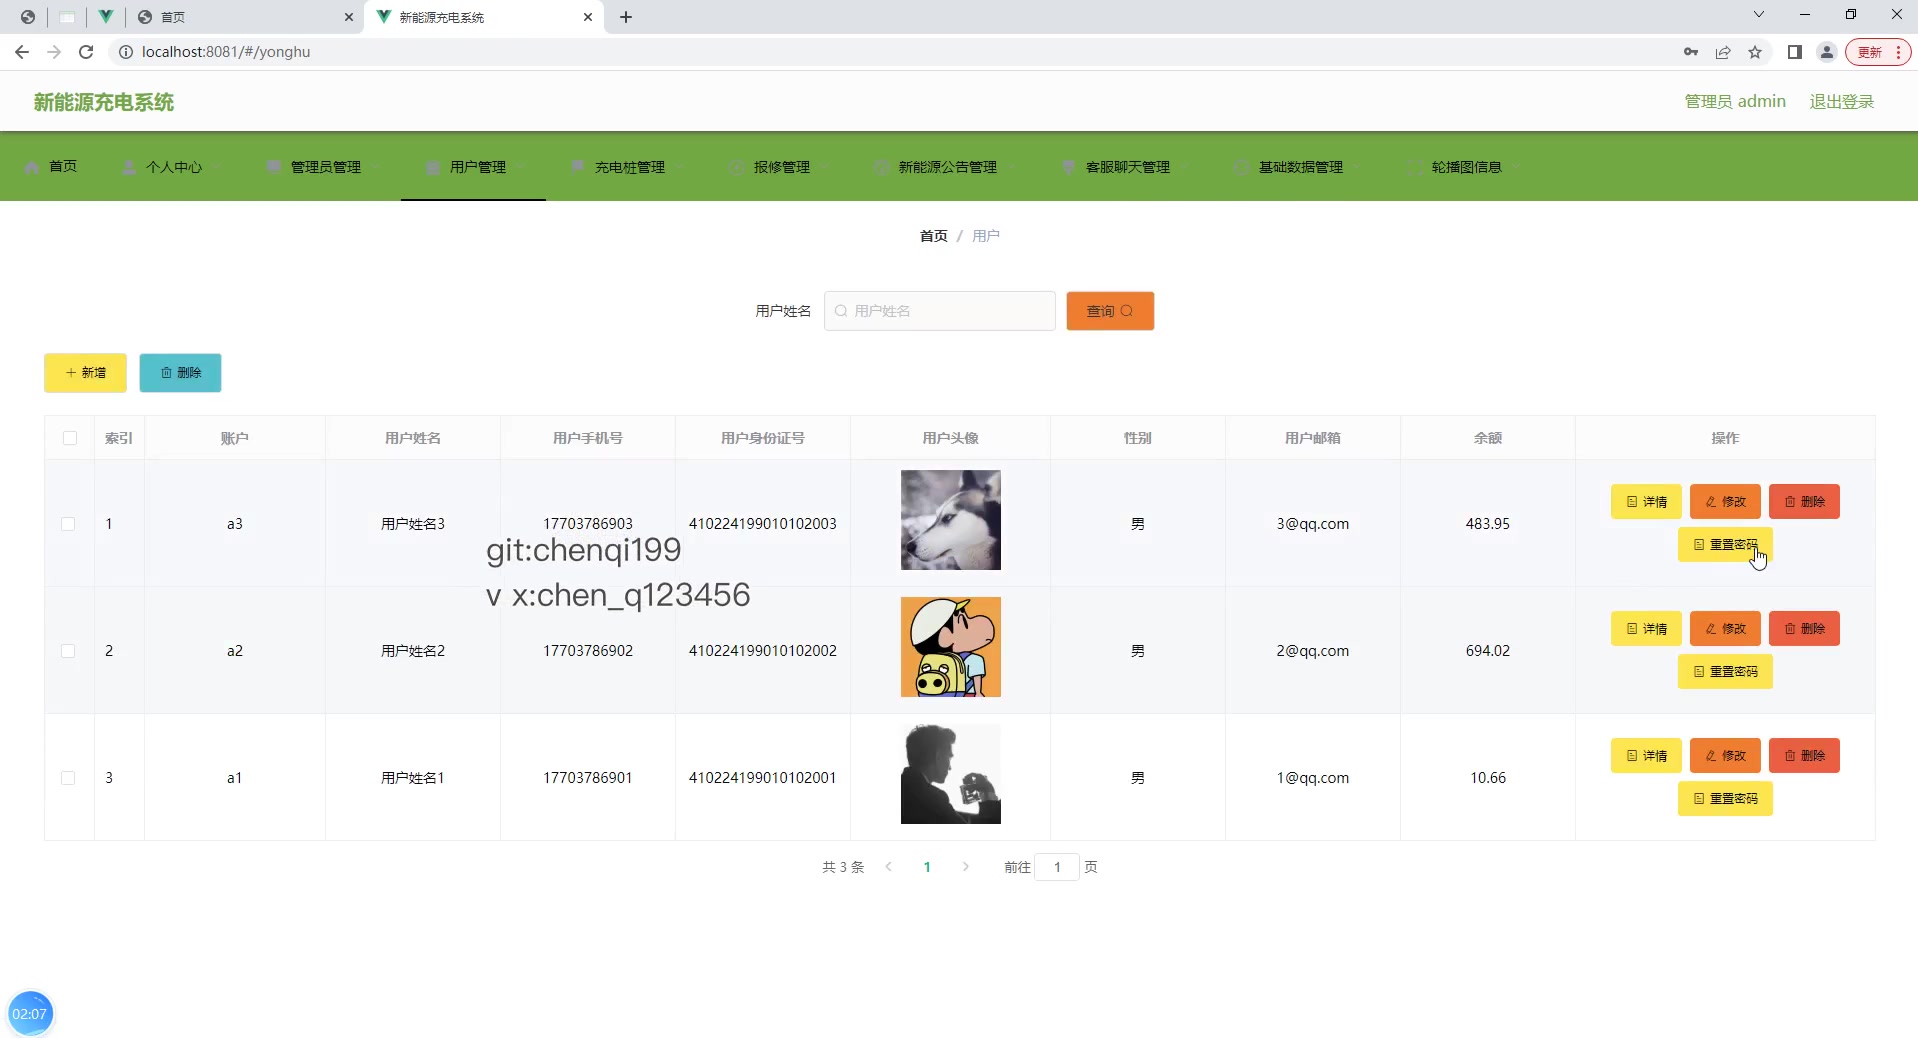 首页
新能源充电系统
localhost:8081/#/yonghu
更新
新能源充电系统
管理员 admin 退出登录
首页 个人中心 管理员管理 用户管理 充电桩管理 报修管理 新能源公告管理 客服聊天管理 基础数据管理 轮播图信息
首页 / 用户
用户姓名 用户姓名 查询
新增 删除
索引 账户 用户姓名 用户手机号 用户身份证号 用户头像 性别 用户邮箱 余额 操作
1 a3 用户姓名3 17703786903 410224199010102003 男 3@qq.com 483.95 详情 修改 删除
重置密码
git:chenqi199
v x:chen_q123456
2 a2 用户姓名2 17703786902 410224199010102002 男 2@qq.com 694.02 详情 修改 删除
重置密码
3 a1 用户姓名1 17703786901 410224199010102001 男 1@qq.com 10.66 详情 修改 删除
重置密码
共 3 条 1 前往 1 页
02:07